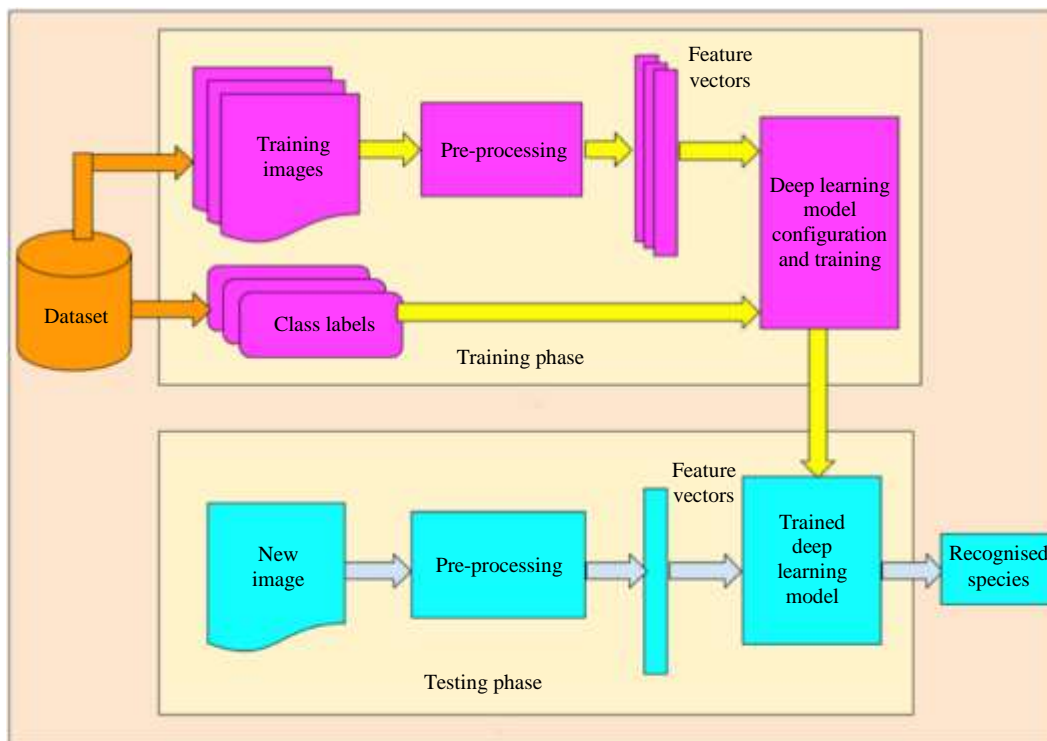 Feature
vectors
Training
images
Pre-processing
Deep learning
model
configuration
and training
Dataset
Class labels
Training phase
Feature
vectors
New
image
Pre-processing
Trained
deep
learning
model
Recognised
species
Testing phase